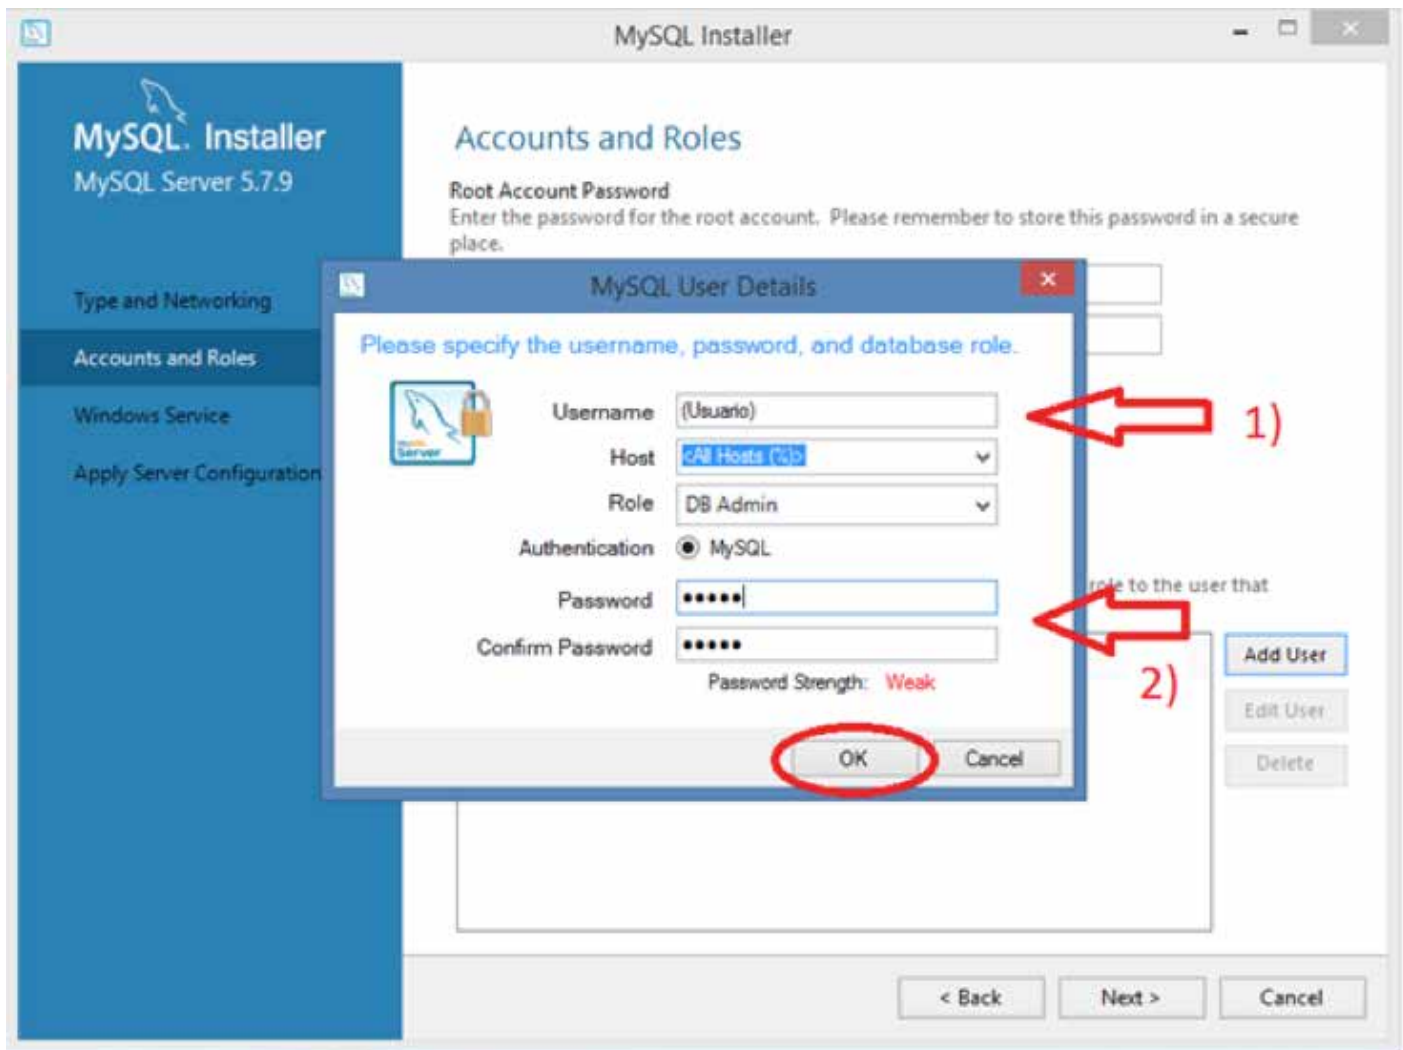 MySQL Installer
MySQL. Installer
MySQL Server 5.7.9
Type and Networking
Accounts and Roles
Windows Service
Apply Server Configuration
Accounts and Roles
Root Account Password
Enter the password for the root account. Please remember to store this password in a secure
place.
MySQL User Details
Please specify the username, password, and database role.
Server
Username (Usuario)
1)
Host <All Hosts (%)>
Role DB Admin
Authentication MySQL
role to the user that
Password •••••
Confirm Password •••••
2)
Password Strength: Weak
OK Cancel
Add User
Edit User
Delete
< Back Next > Cancel